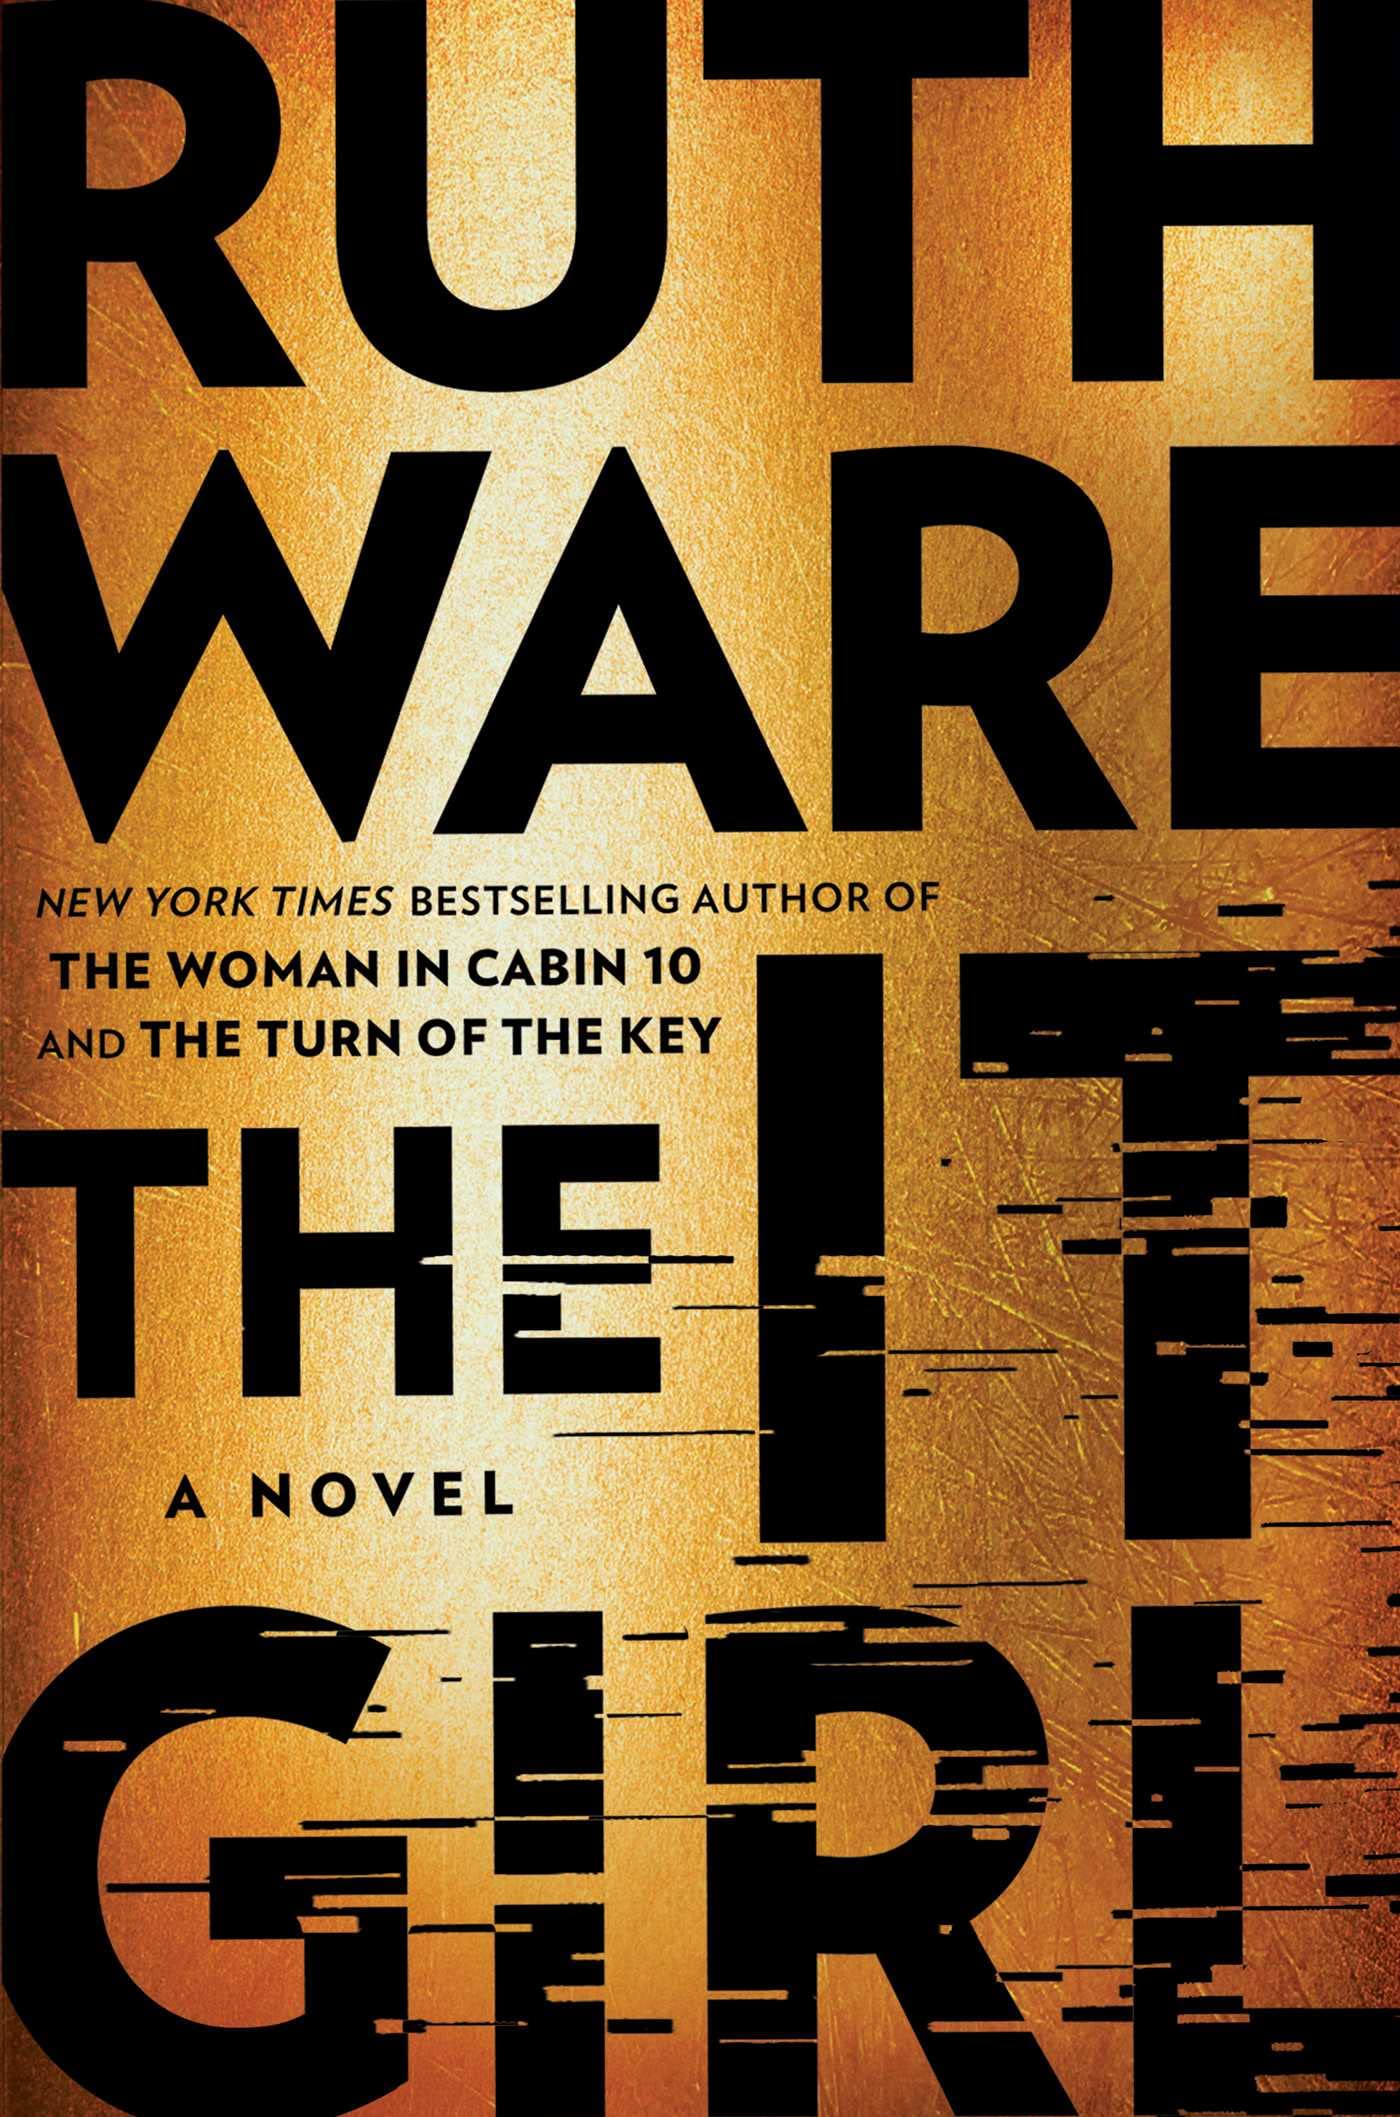 RUTH
WARE
NEW YORK TIMES BESTSELLING AUTHOR OF
THE WOMAN IN CABIN 10
AND THE TURN OF THE KEY
THE IT
A NOVEL
GIRL